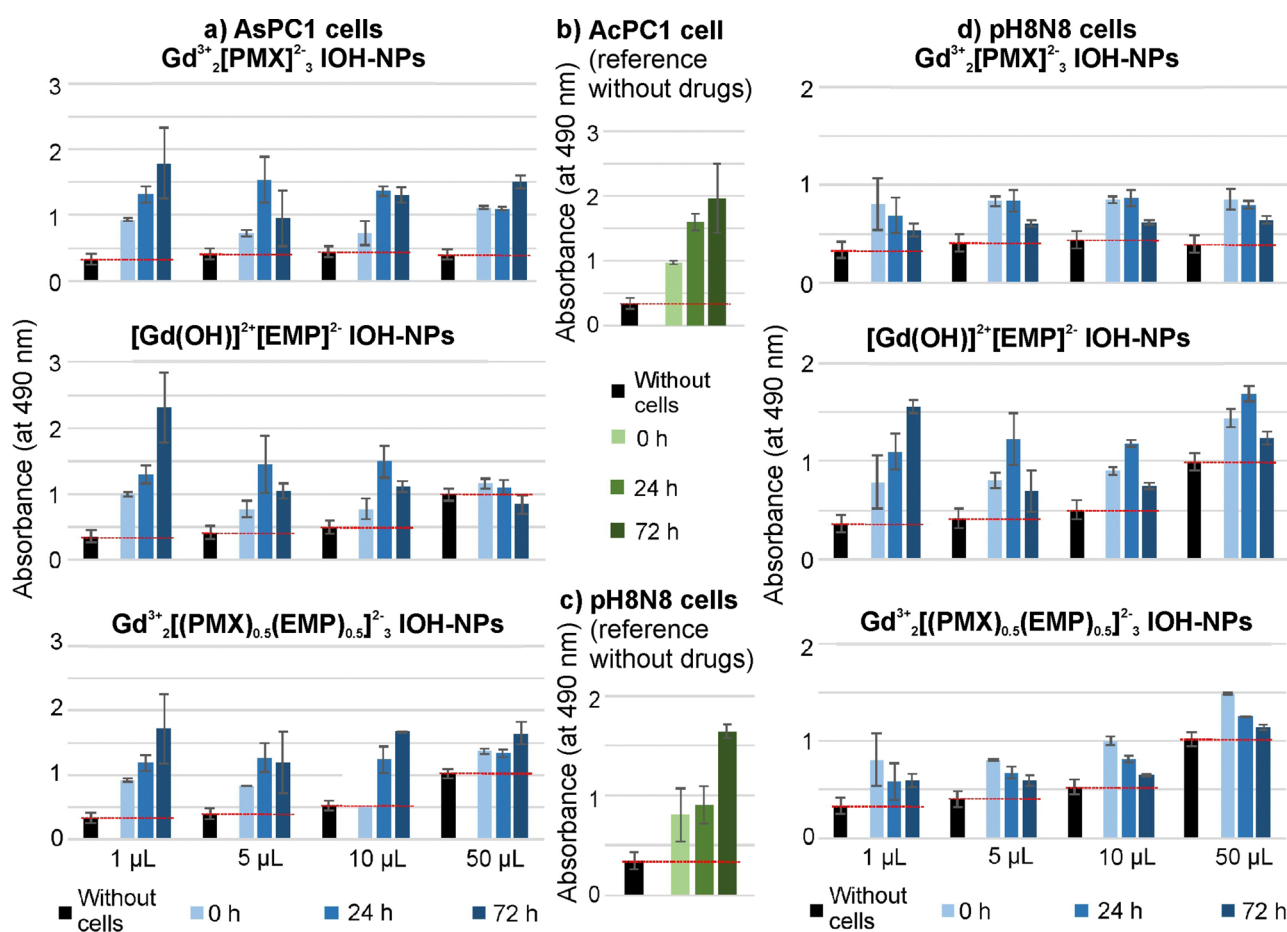 a) AsPC1 cells
Gd³⁺₂[PMX]²⁻₃ IOH-NPs
3
2
1
0
[Gd(OH)]²⁺[EMP]²⁻ IOH-NPs
Absorbance (at 490 nm)
3
2
1
0
Gd³⁺₂[(PMX)₀.₅(EMP)₀.₅]²⁻₃ IOH-NPs
3
2
1
0
1 µL 5 µL 10 µL 50 µL
Without cells 0 h 24 h 72 h
b) AcPC1 cell
(reference
without drugs)
Absorbance (at 490 nm)
3
2
1
0
Without
cells
0 h
24 h
72 h
c) pH8N8 cells
(reference
without drugs)
Absorbance (at 490 nm)
2
1
0
d) pH8N8 cells
Gd³⁺₂[PMX]²⁻₃ IOH-NPs
2
1
0
[Gd(OH)]²⁺[EMP]²⁻ IOH-NPs
Absorbance (at 490 nm)
2
1
0
Gd³⁺₂[(PMX)₀.₅(EMP)₀.₅]²⁻₃ IOH-NPs
2
1
0
1 µL 5 µL 10 µL 50 µL
Without cells 0 h 24 h 72 h